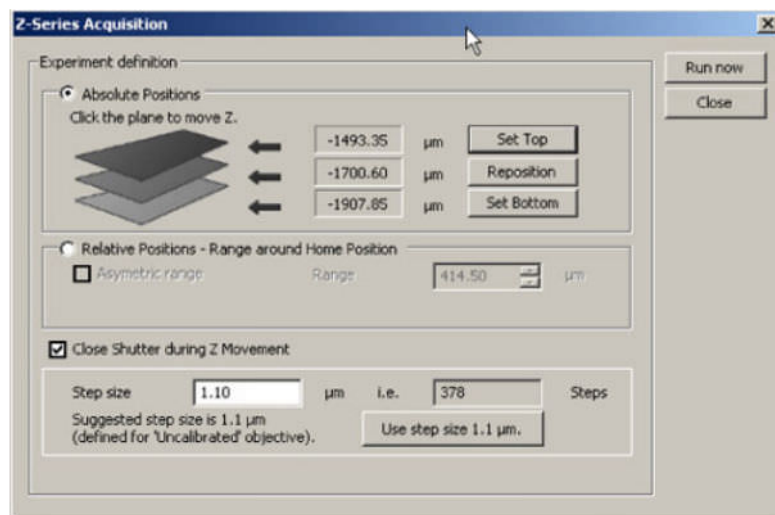 Z-Series Acquisition
Experiment definition
Run now
Close
Absolute Positions
Click the plane to move Z.
-1493.35 μm Set Top
-1700.60 μm Reposition
-1907.85 μm Set Bottom
Relative Positions - Range around Home Position
Asymetric range Range 414.50 μm
Close Shutter during Z Movement
Step size 1.10 μm i.e. 378 Steps
Suggested step size is 1.1 μm
(defined for 'Uncalibrated' objective).
Use step size 1.1 μm.